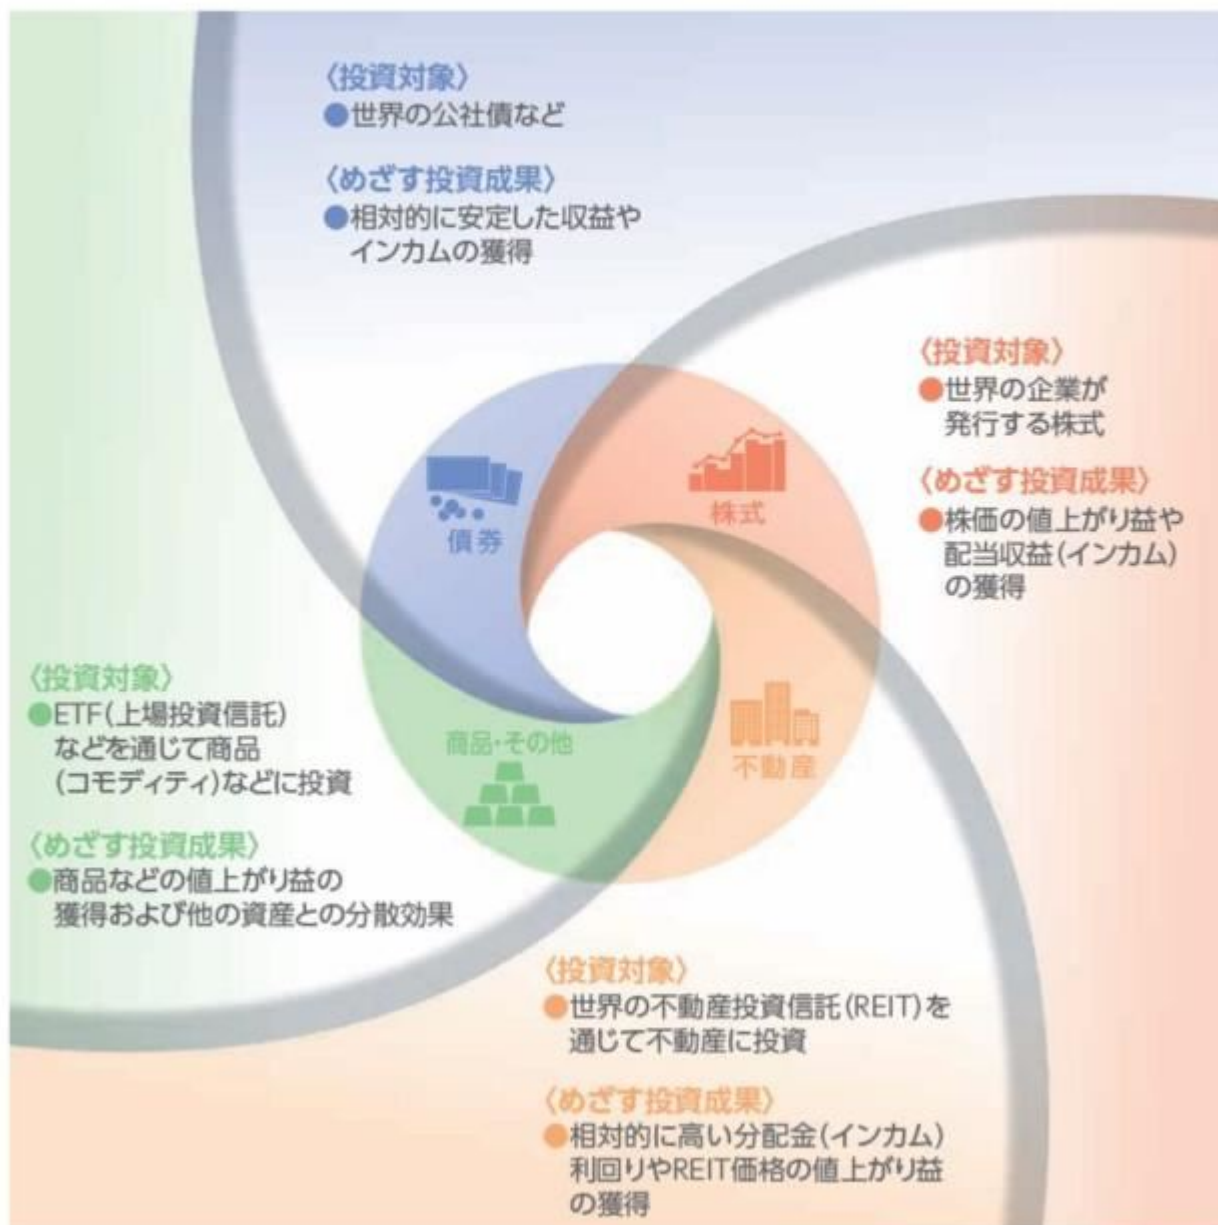 〈投資対象〉
●世界の公社債など
〈めざす投資成果〉
●相対的に安定した収益や
インカムの獲得
〈投資対象〉
●世界の企業が
発行する株式
〈めざす投資成果〉
●株価の値上がり益や
配当収益(インカム)
の獲得
債券
株式
商品・その他
不動産
〈投資対象〉
●ETF(上場投資信託)
などを通じて商品
(コモディティ)などに投資
〈めざす投資成果〉
●商品などの値上がり益の
獲得および他の資産との分散効果
〈投資対象〉
●世界の不動産投資信託(REIT)を
通じて不動産に投資
〈めざす投資成果〉
●相対的に高い分配金(インカム)
利回りやREIT価格の値上がり益
の獲得